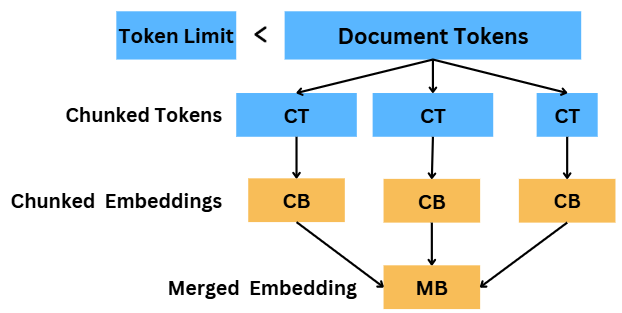 Token Limit < Document Tokens
Chunked Tokens CT CT CT
Chunked Embeddings CB CB CB
Merged Embedding MB